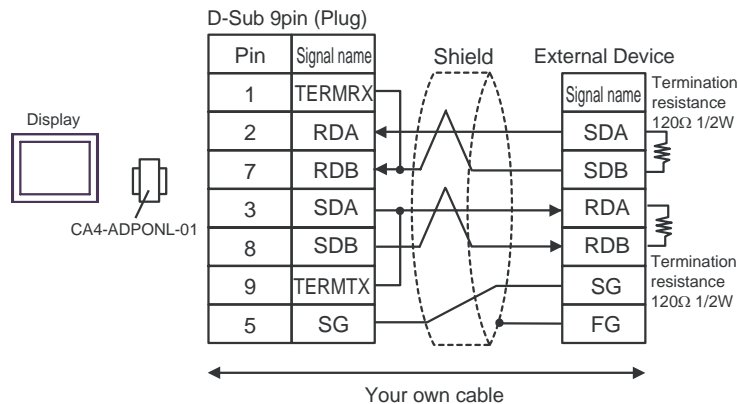 D-Sub 9pin (Plug)
Pin Signal name Shield External Device
1 TERMRX Signal name Termination
resistance
120Ω 1/2W
Display
2 RDA SDA
7 RDB SDB
3 SDA RDA
CA4-ADPONL-01
8 SDB RDB
Termination
resistance
120Ω 1/2W
9 TERMTX SG
5 SG FG
Your own cable